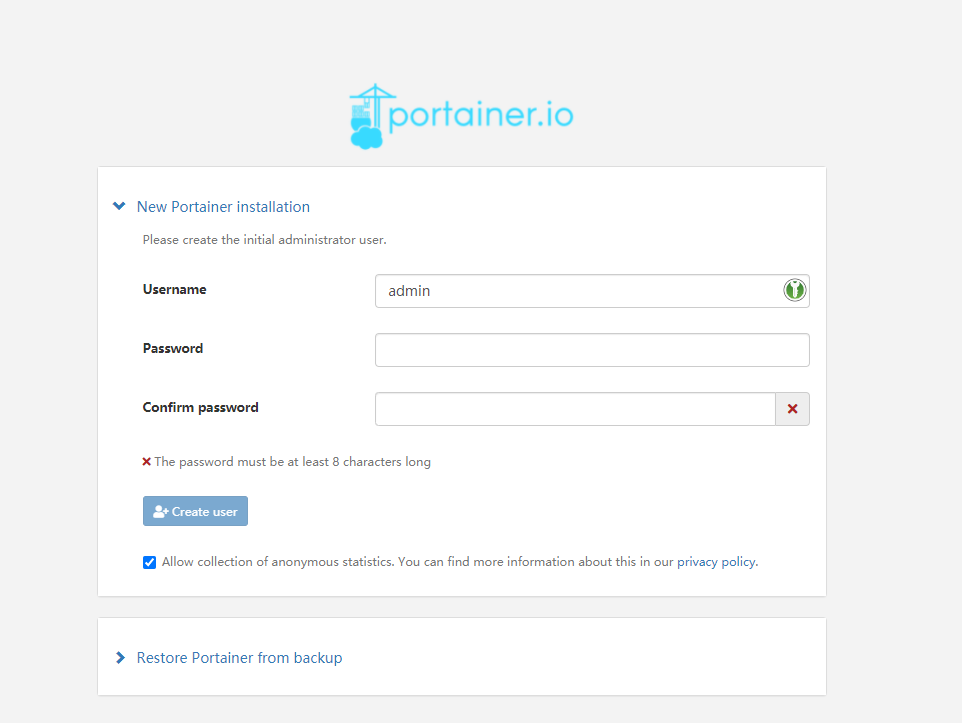 portainer.io
New Portainer installation
Please create the initial administrator user.
Username
admin
Password
Confirm password
The password must be at least 8 characters long
Create user
Allow collection of anonymous statistics. You can find more information about this in our privacy policy.
Restore Portainer from backup